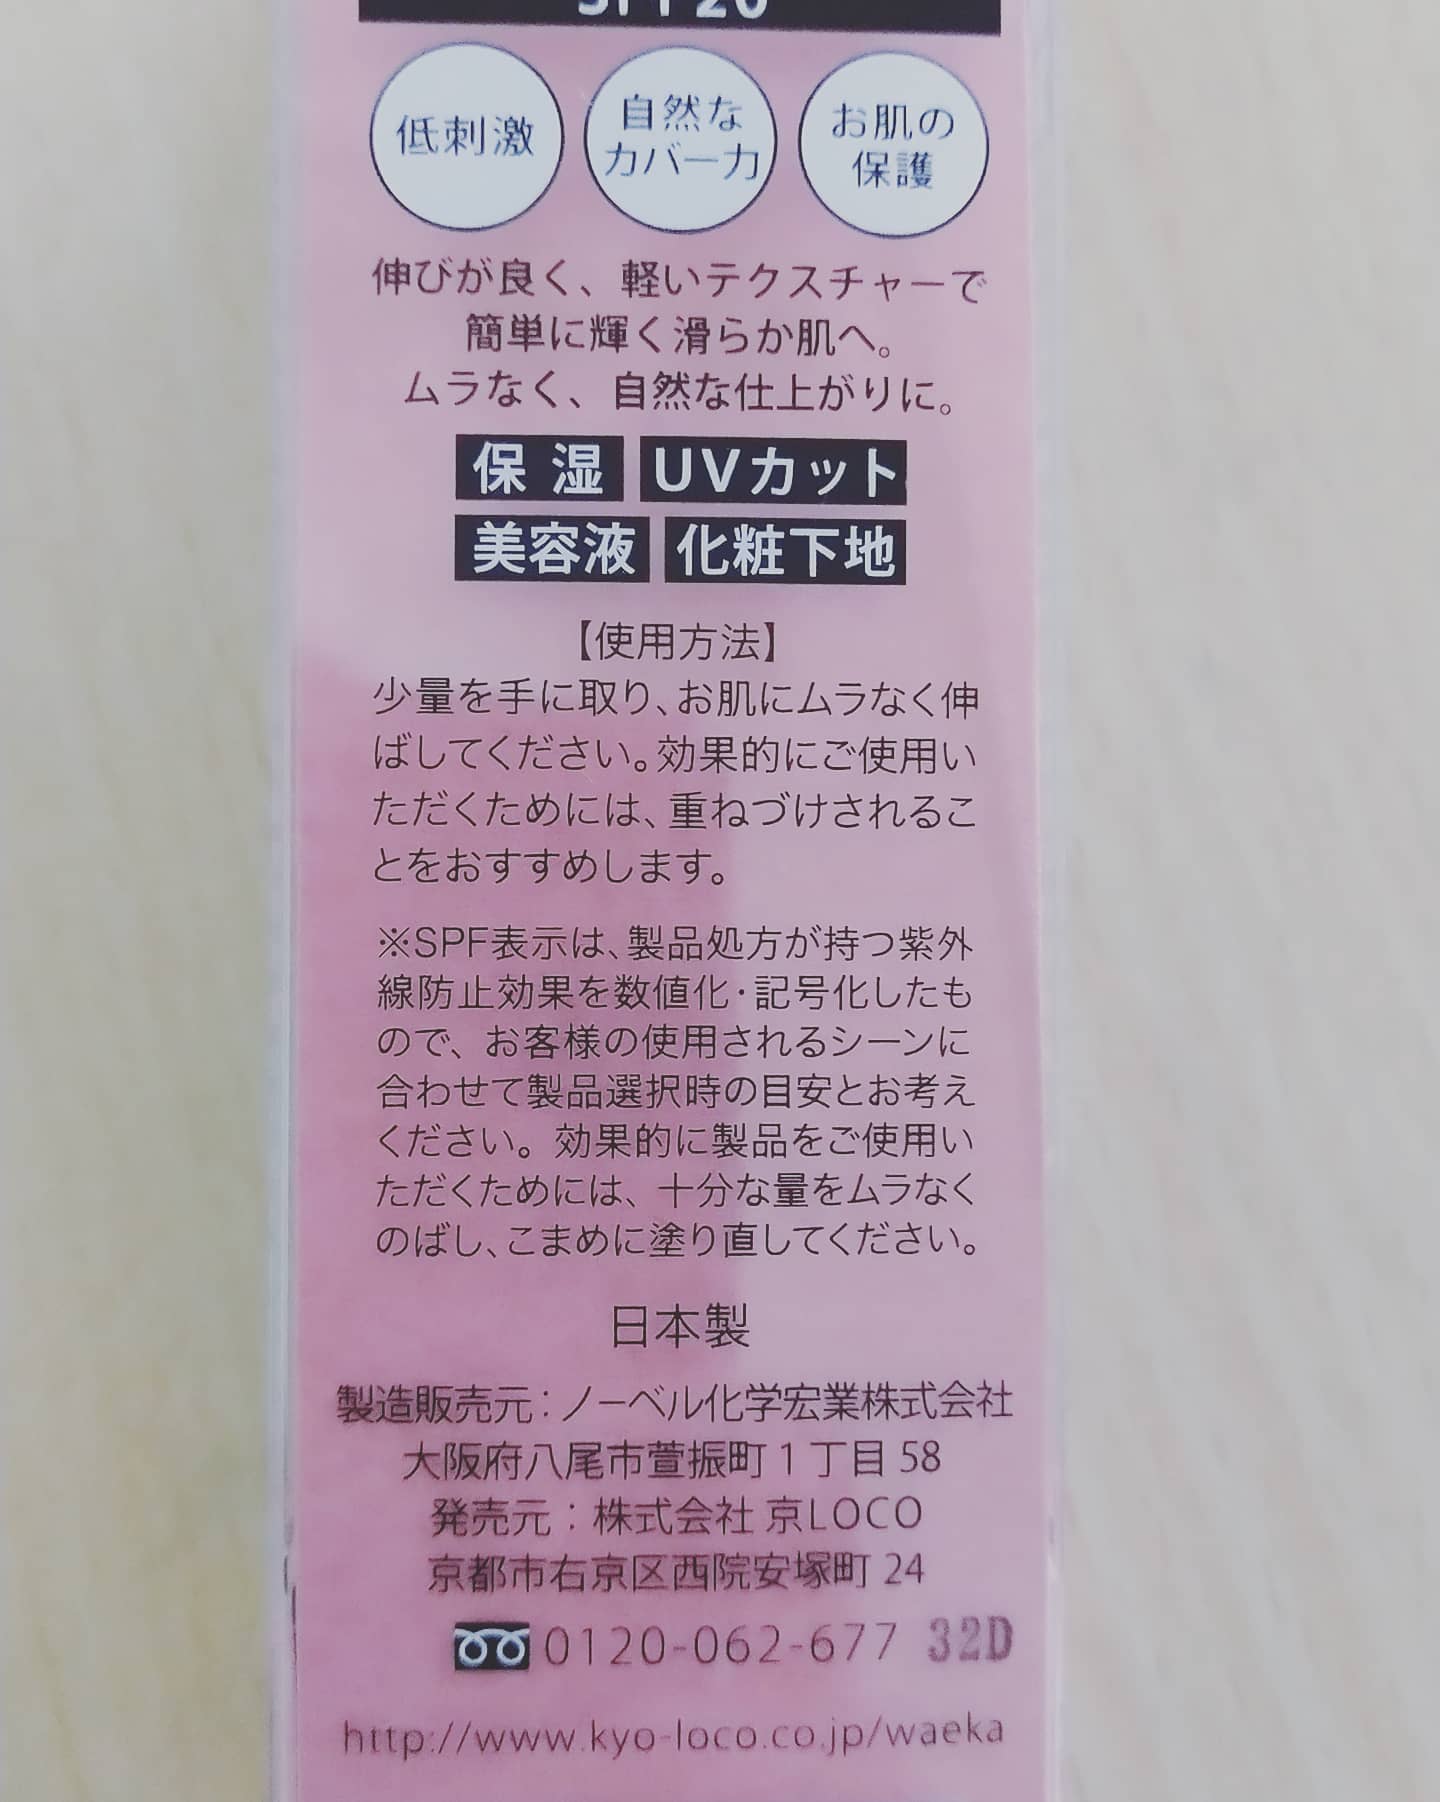 SPF20
低刺激
自然な
カバー力
お肌の
保護
伸びが良く、軽いテクスチャーで
簡単に輝く滑らか肌へ。
ムラなく、自然な仕上がりに。
保湿 UVカット
美容液 化粧下地
【使用方法】
少量を手に取り、お肌にムラなく伸
ばしてください。効果的にご使用い
ただくためには、重ねづけされるこ
とをおすすめします。
※SPF表示は、製品処方が持つ紫外
線防止効果を数値化・記号化したも
ので、お客様の使用されるシーンに
合わせて製品選択時の目安とお考え
ください。効果的に製品をご使用い
ただくためには、十分な量をムラなく
のばし、こまめに塗り直してください。
日本製
製造販売元：ノーベル化学宏業株式会社
大阪府八尾市萱振町1丁目58
発売元：株式会社 京LOCO
京都市右京区西院安塚町24
0120-062-677 32D
http://www.kyo-loco.co.jp/waeka